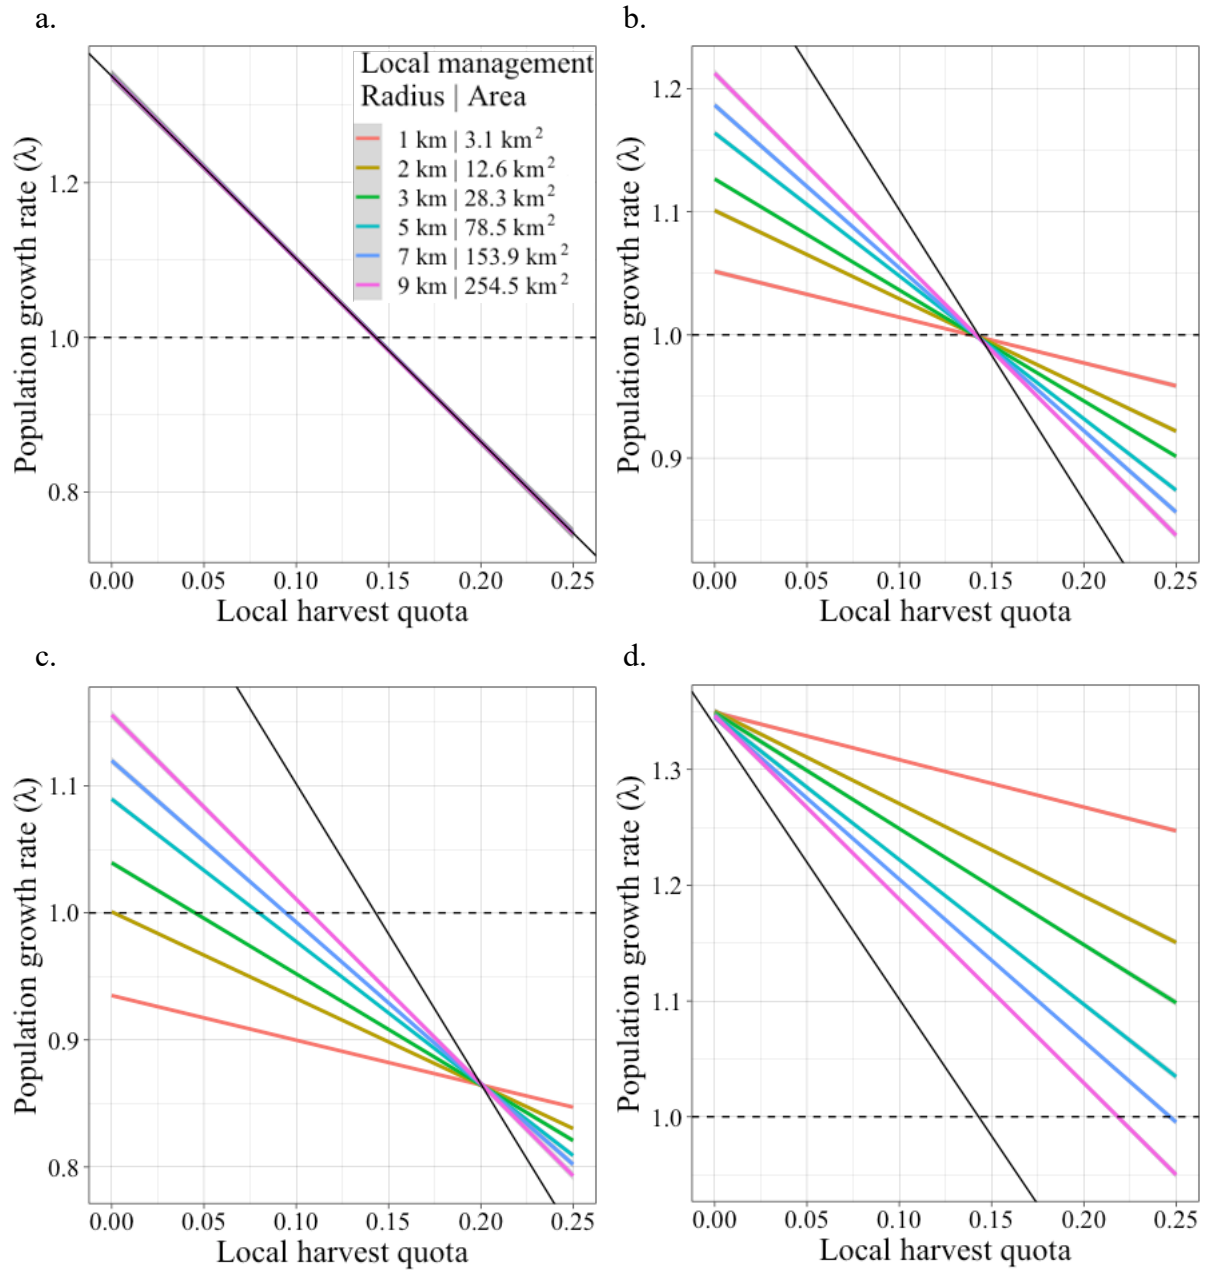 a.
Local management
Radius | Area
1 km | 3.1 km²
2 km | 12.6 km²
3 km | 28.3 km²
5 km | 78.5 km²
7 km | 153.9 km²
9 km | 254.5 km²
Population growth rate (λ)
1.2
1.0
0.8
0.00 0.05 0.10 0.15 0.20 0.25
Local harvest quota
b.
Population growth rate (λ)
1.2
1.1
1.0
0.9
0.00 0.05 0.10 0.15 0.20 0.25
Local harvest quota
c.
Population growth rate (λ)
1.1
1.0
0.9
0.8
0.00 0.05 0.10 0.15 0.20 0.25
Local harvest quota
d.
Population growth rate (λ)
1.3
1.2
1.1
1.0
0.00 0.05 0.10 0.15 0.20 0.25
Local harvest quota